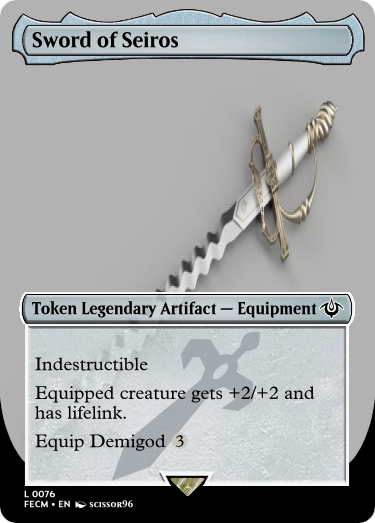 Sword of Seiros
Token Legendary Artifact — Equipment
Indestructible
Equipped creature gets +2/+2 and
has lifelink.
Equip Demigod 3
L 0076
FECM • EN SCISSOR96